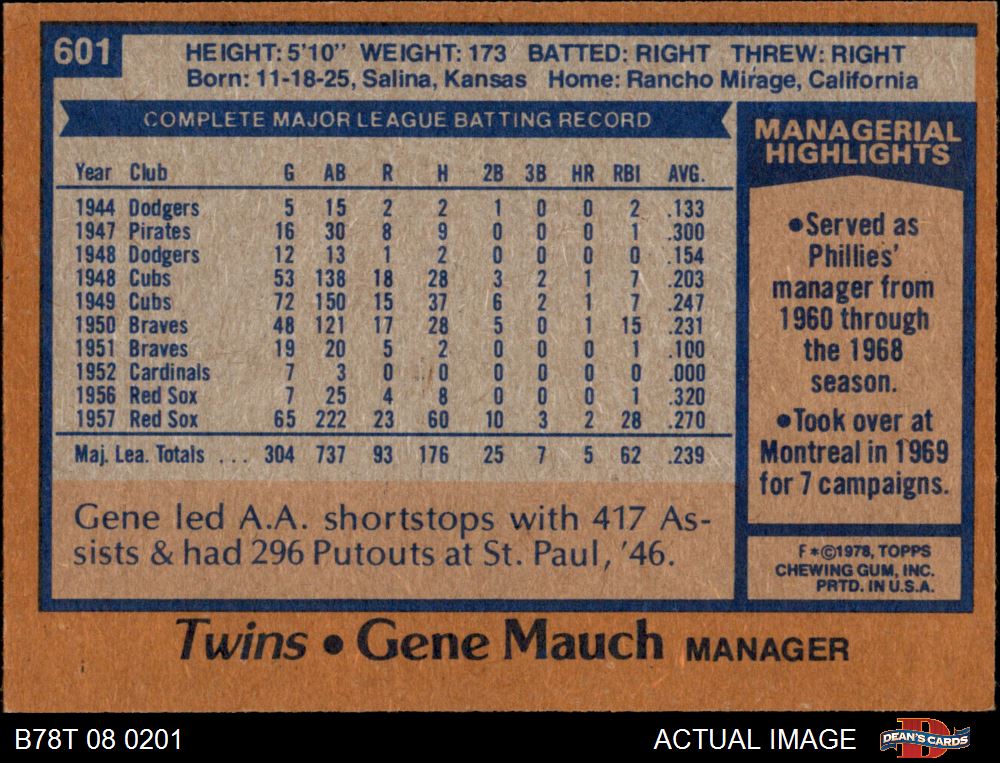 601
HEIGHT: 5'10" WEIGHT: 173 BATTED: RIGHT THREW: RIGHT
Born: 11-18-25, Salina, Kansas Home: Rancho Mirage, California
COMPLETE MAJOR LEAGUE BATTING RECORD
Year Club G AB R H 2B 3B HR RBI AVG.
1944 Dodgers 5 15 2 2 1 0 0 2 .133
1947 Pirates 16 30 8 9 0 0 0 1 .300
1948 Dodgers 12 13 1 2 0 0 0 0 .154
1948 Cubs 53 138 18 28 3 2 1 7 .203
1949 Cubs 72 150 15 37 6 2 1 7 .247
1950 Braves 48 121 17 28 5 0 1 15 .231
1951 Braves 19 20 5 2 0 0 0 1 .100
1952 Cardinals 7 3 0 0 0 0 0 0 .000
1956 Red Sox 7 25 4 8 0 0 0 1 .320
1957 Red Sox 65 222 23 60 10 3 2 28 .270
Maj. Lea. Totals ... 304 737 93 176 25 7 5 62 .239
Gene led A.A. shortstops with 417 As-
sists & had 296 Putouts at St. Paul, '46.
MANAGERIAL
HIGHLIGHTS
•Served as
Phillies'
manager from
1960 through
the 1968
season.
•Took over at
Montreal in 1969
for 7 campaigns.
F*©1978, TOPPS
CHEWING GUM, INC.
PRTD. IN U.S.A.
Twins • Gene Mauch MANAGER
B78T 08 0201
ACTUAL IMAGE
D
DEAN'S CARDS